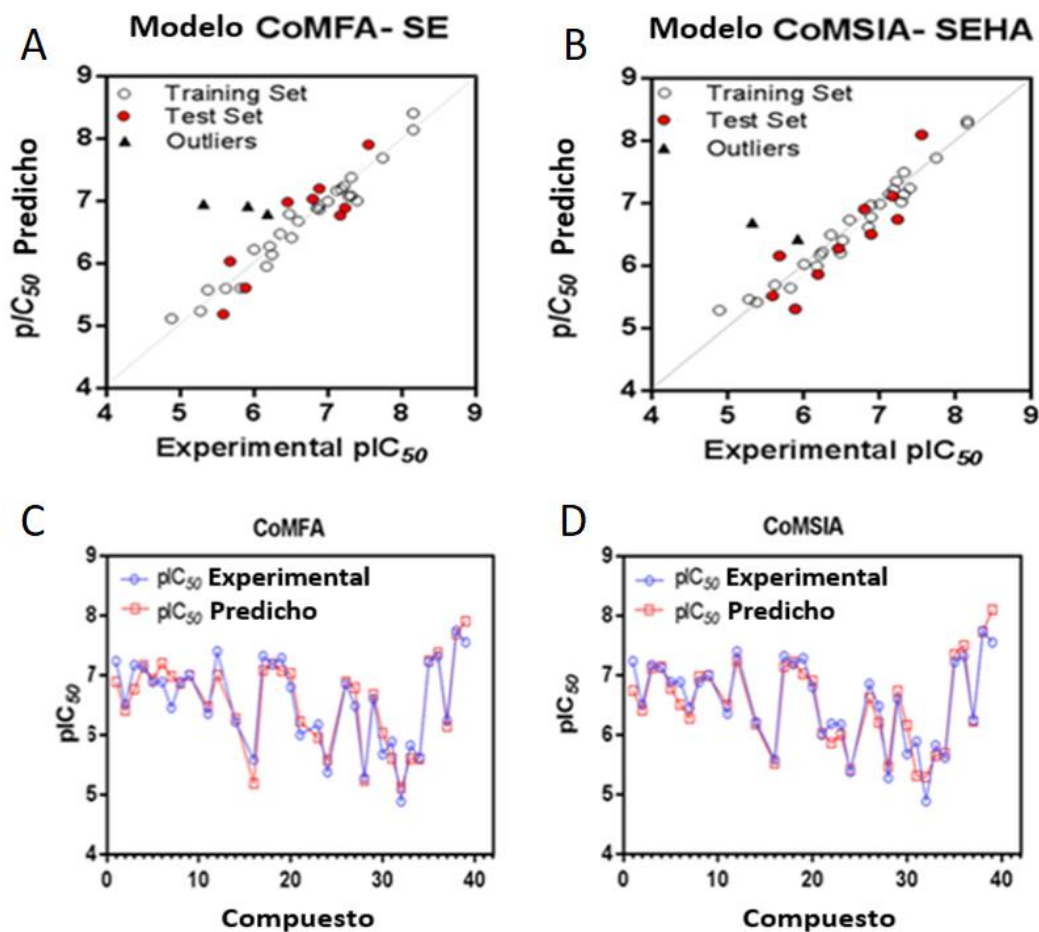 A
Modelo CoMFA- SE
9
8
7
6
5
4
Training Set
Test Set
Outliers
pIC50 Predicho
4 5 6 7 8 9
Experimental pIC50
B
Modelo CoMSIA- SEHA
9
8
7
6
5
4
Training Set
Test Set
Outliers
pIC50 Predicho
4 5 6 7 8 9
Experimental pIC50
C
CoMFA
9
8
7
6
5
4
pIC50 Experimental
pIC50 Predicho
pIC50
0 10 20 30 40
Compuesto
D
CoMSIA
9
8
7
6
5
4
pIC50 Experimental
pIC50 Predicho
pIC50
0 10 20 30 40
Compuesto